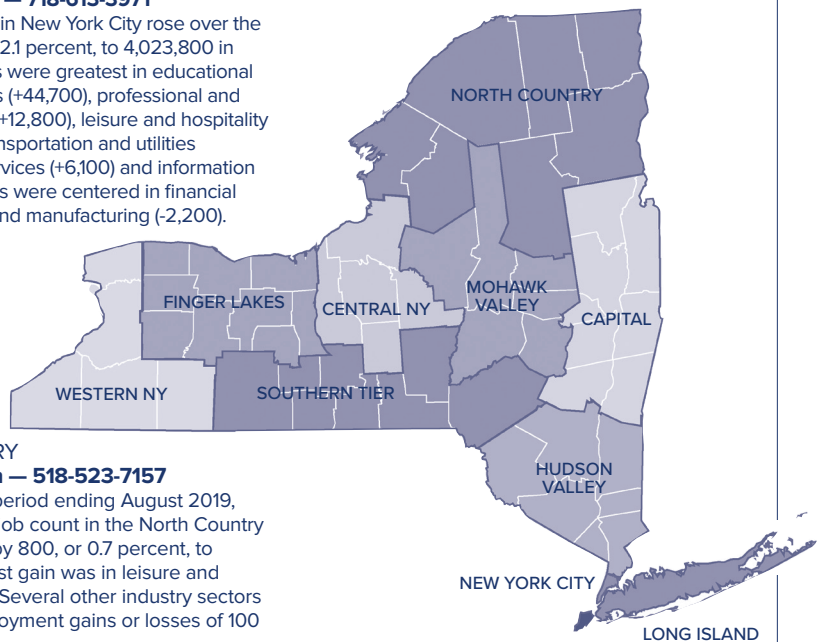 — 718-613-3971
in New York City rose over the
2.1 percent, to 4,023,800 in
s were greatest in educational
s (+44,700), professional and
+12,800), leisure and hospitality
nsportation and utilities
rvices (+6,100) and information
s were centered in financial
nd manufacturing (-2,200).
NORTH COUNTRY
MOHAWK
VALLEY
FINGER LAKES
CENTRAL NY
CAPITAL
WESTERN NY
SOUTHERN TIER
HUDSON
VALLEY
NEW YORK CITY
LONG ISLAND
RY
n — 518-523-7157
period ending August 2019,
ob count in the North Country
by 800, or 0.7 percent, to
st gain was in leisure and
Several other industry sectors
oyment gains or losses of 100